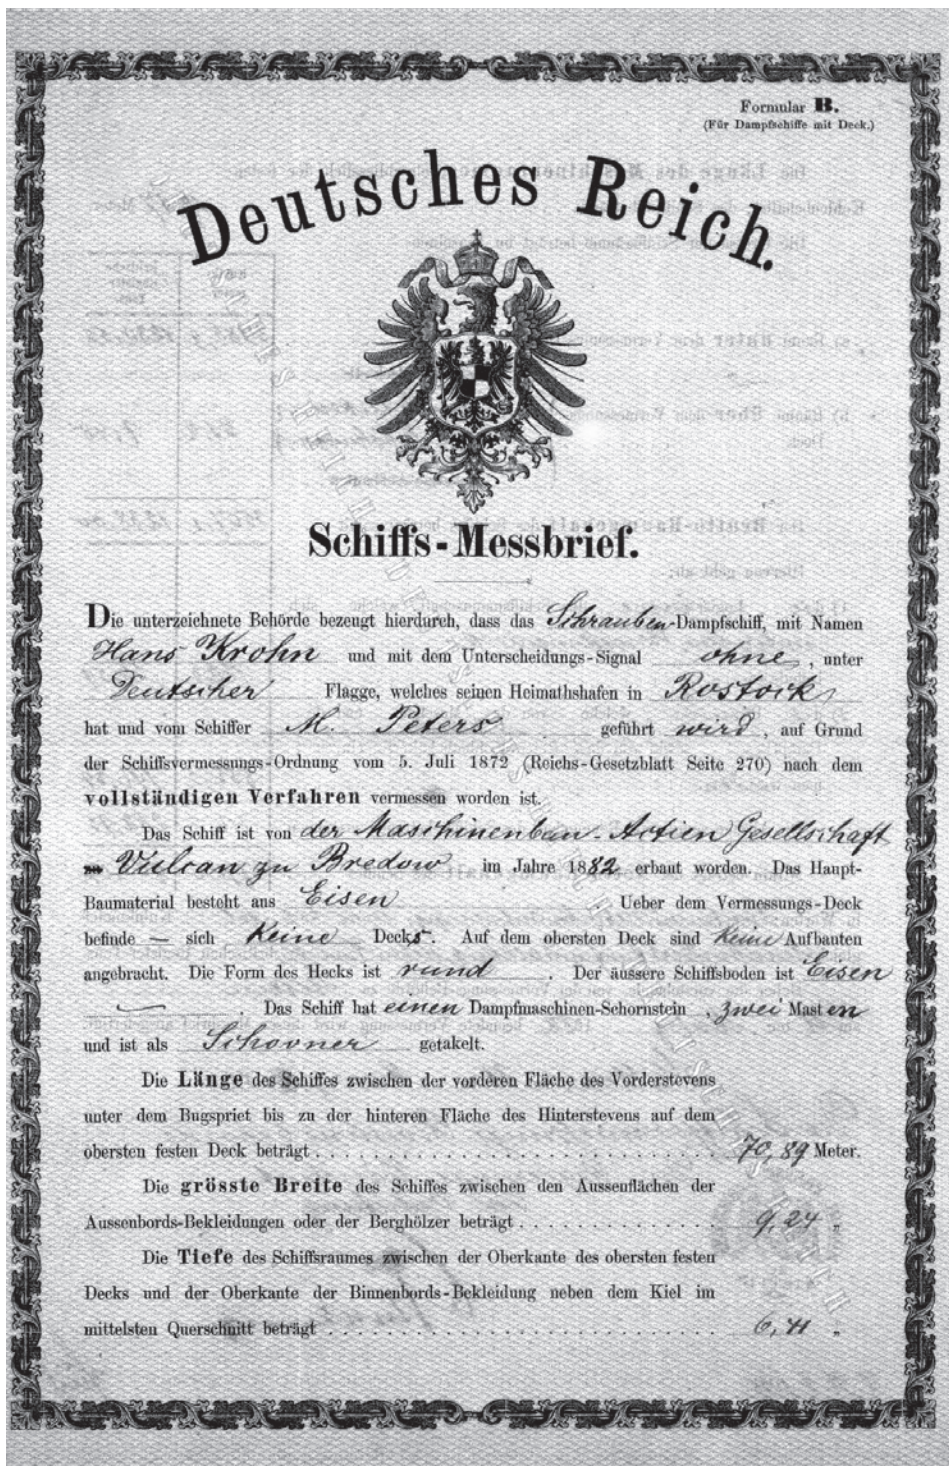 Formular B.
(Für Dampfschiffe mit Deck.)
Deutsches Reich.
Schiffs-Messbrief.
Die unterzeichnete Behörde bezeugt hierdurch, dass das Schrauben-Dampfschiff, mit Namen
Hans Krohn und mit dem Unterscheidungs-Signal ohne, unter
Deutscher Flagge, welches seinen Heimathshafen in Rostock,
hat und vom Schiffer M. Peters geführt wird, auf Grund
der Schiffsvermessungs-Ordnung vom 5. Juli 1872 (Reichs-Gesetzblatt Seite 270) nach dem
vollständigen Verfahren vermessen worden ist.
Das Schiff ist von der Maschinenbau-Actien Gesellschaft
Vulcan zu Bredow im Jahre 1882 erbaut worden. Das Haupt-
Baumaterial besteht aus Eisen. Ueber dem Vermessungs-Deck
befinde — sich Keine Decks. Auf dem obersten Deck sind Keine Aufbauten
angebracht. Die Form des Hecks ist rund. Der äussere Schiffsboden ist Eisen
—. Das Schiff hat einen Dampfmaschinen-Schornstein, zwei Masten
und ist als Schooner getakelt.
Die Länge des Schiffes zwischen der vorderen Fläche des Vorderstevens
unter dem Bugspriet bis zu der hinteren Fläche des Hinterstevens auf dem
obersten festen Deck beträgt . . . . . . . . . . . . . . . . . . . . . . . . . . . 70,89 Meter.
Die grösste Breite des Schiffes zwischen den Aussenflächen der
Aussenbords-Bekleidungen oder der Berghölzer beträgt . . . . . . . . . . . . . 9,24 „
Die Tiefe des Schiffsraumes zwischen der Oberkante des obersten festen
Decks und der Oberkante der Binnenbords-Bekleidung neben dem Kiel im
mittelsten Querschnitt beträgt . . . . . . . . . . . . . . . . . . . . . . . . . . 6,11 „